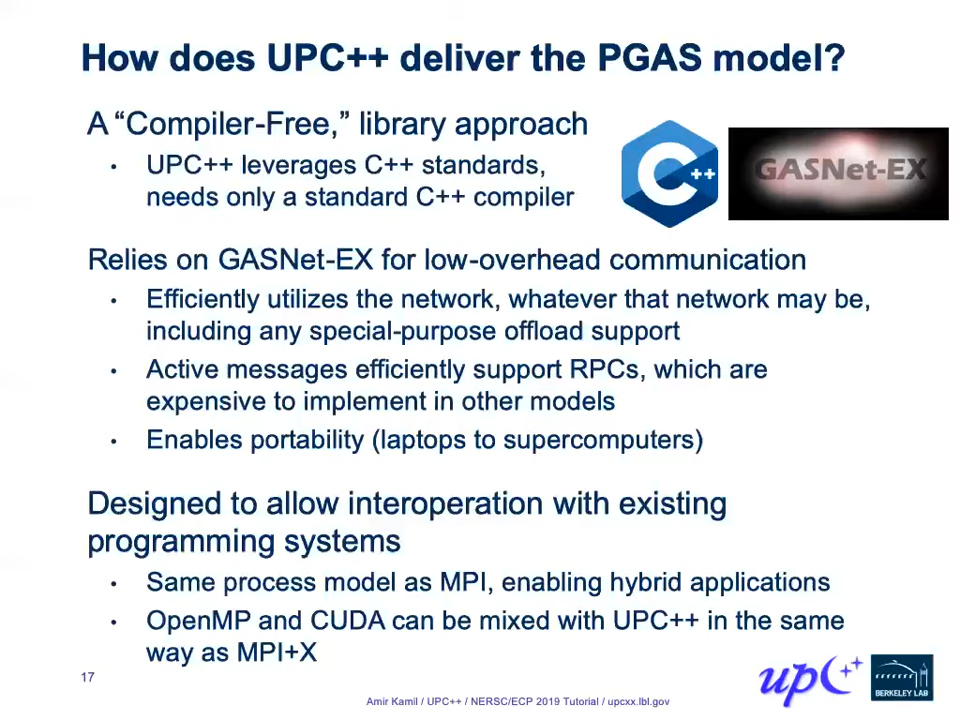 How does UPC++ deliver the PGAS model?
A “Compiler-Free,” library approach
• UPC++ leverages C++ standards,
needs only a standard C++ compiler
C++
GASNet-EX
Relies on GASNet-EX for low-overhead communication
• Efficiently utilizes the network, whatever that network may be,
including any special-purpose offload support
• Active messages efficiently support RPCs, which are
expensive to implement in other models
• Enables portability (laptops to supercomputers)
Designed to allow interoperation with existing
programming systems
• Same process model as MPI, enabling hybrid applications
• OpenMP and CUDA can be mixed with UPC++ in the same
way as MPI+X
17
Amir Kamil / UPC++ / NERSC/ECP 2019 Tutorial / upcxx.lbl.gov
upC++
BERKELEY LAB